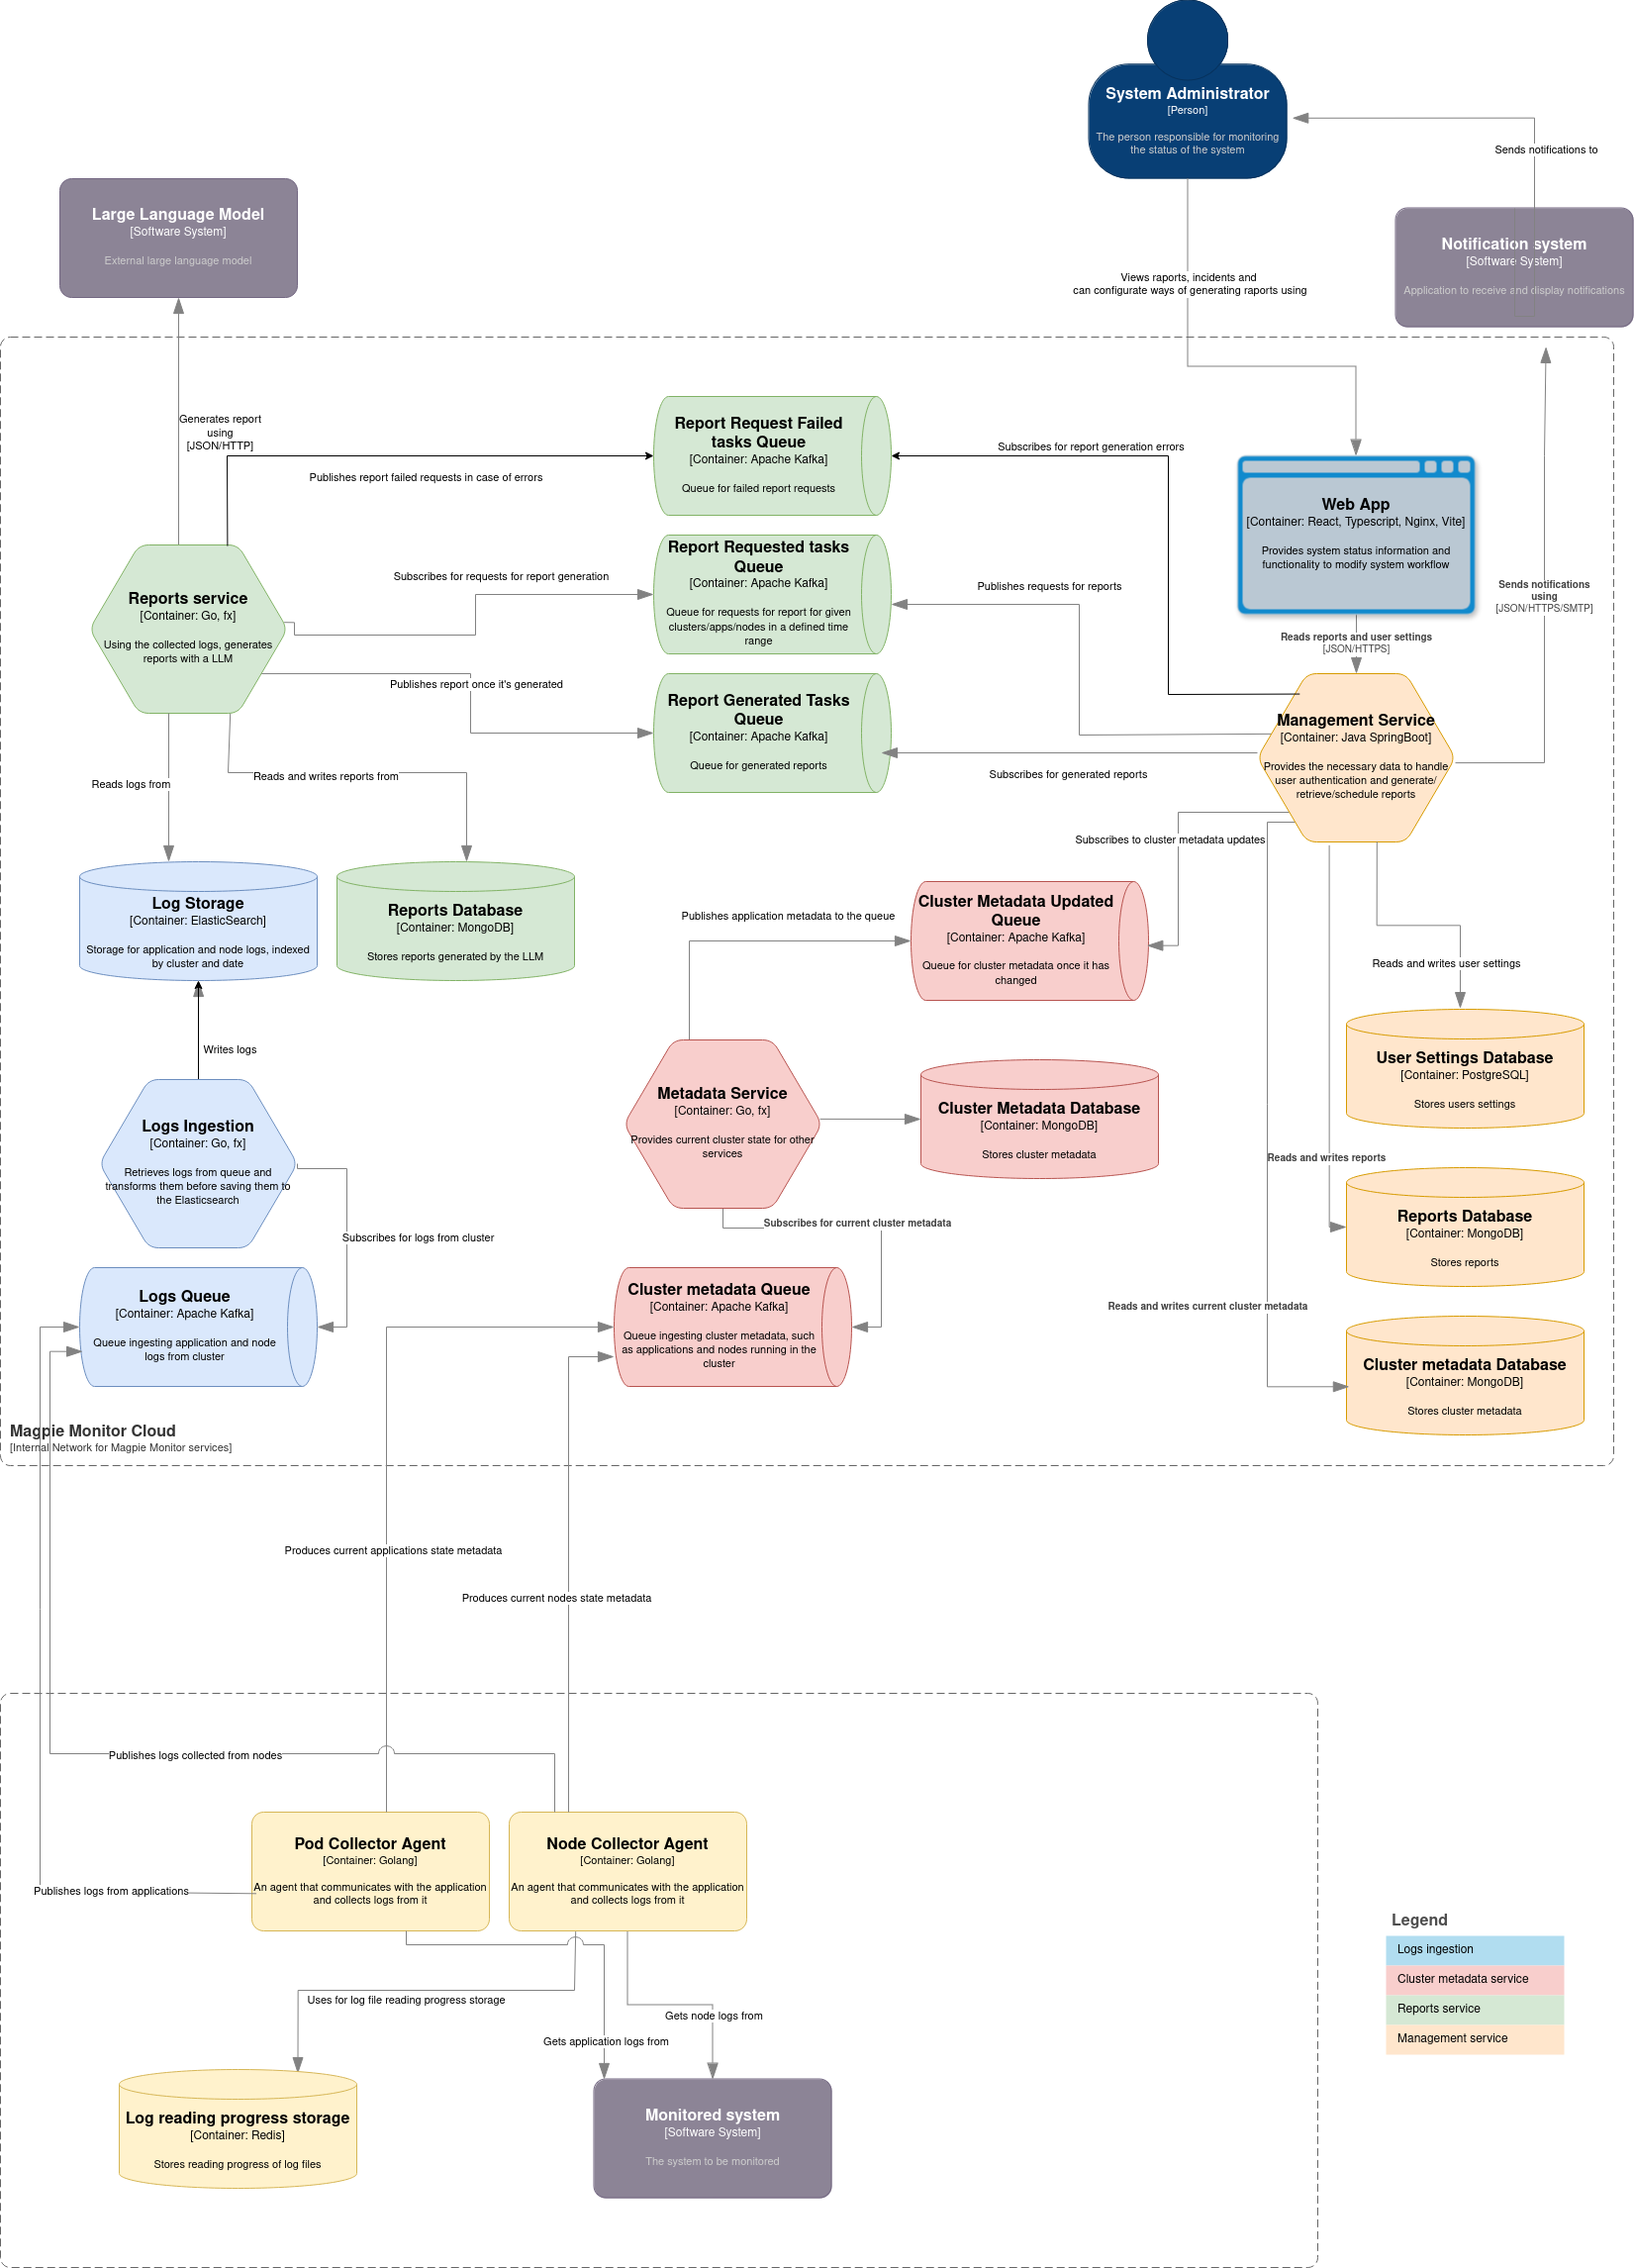 System Administrator
[Person]
The person responsible for monitoring
the status of the system
Sends notifications to
Large Language Model
[Software System]
External large language model
Notification system
[Software System]
Application to receive and display notifications
Views raports, incidents and
can configurate ways of generating raports using
Generates report
using
[JSON/HTTP]
Publishes report failed requests in case of errors
Report Request Failed
tasks Queue
[Container: Apache Kafka]
Queue for failed report requests
Subscribes for report generation errors
Web App
[Container: React, Typescript, Nginx, Vite]
Provides system status information and
functionality to modify system workflow
Sends notifications
using
[JSON/HTTPS/SMTP]
Reports service
[Container: Go, fx]
Using the collected logs, generates
reports with a LLM
Subscribes for requests for report generation
Report Requested tasks
Queue
[Container: Apache Kafka]
Queue for requests for report for given
clusters/apps/nodes in a defined time
range
Publishes requests for reports
Reads reports and user settings
[JSON/HTTPS]
Publishes report once it's generated
Report Generated Tasks
Queue
[Container: Apache Kafka]
Queue for generated reports
Subscribes for generated reports
Management Service
[Container: Java SpringBoot]
Provides the necessary data to handle
user authentication and generate/
retrieve/schedule reports
Reads logs from
Reads and writes reports from
Subscribes to cluster metadata updates
Log Storage
[Container: ElasticSearch]
Storage for application and node logs, indexed
by cluster and date
Reports Database
[Container: MongoDB]
Stores reports generated by the LLM
Publishes application metadata to the queue
Cluster Metadata Updated
Queue
[Container: Apache Kafka]
Queue for cluster metadata once it has
changed
Reads and writes user settings
Writes logs
User Settings Database
[Container: PostgreSQL]
Stores users settings
Logs Ingestion
[Container: Go, fx]
Retrieves logs from queue and
transforms them before saving them to
the Elasticsearch
Metadata Service
[Container: Go, fx]
Provides current cluster state for other
services
Cluster Metadata Database
[Container: MongoDB]
Stores cluster metadata
Reads and writes reports
Subscribes for logs from cluster
Subscribes for current cluster metadata
Reports Database
[Container: MongoDB]
Stores reports
Logs Queue
[Container: Apache Kafka]
Queue ingesting application and node
logs from cluster
Cluster metadata Queue
[Container: Apache Kafka]
Queue ingesting cluster metadata, such
as applications and nodes running in the
cluster
Reads and writes current cluster metadata
Cluster metadata Database
[Container: MongoDB]
Stores cluster metadata
Magpie Monitor Cloud
[Internal Network for Magpie Monitor services]
Produces current applications state metadata
Produces current nodes state metadata
Publishes logs collected from nodes
Pod Collector Agent
[Container: Golang]
An agent that communicates with the application
and collects logs from it
Node Collector Agent
[Container: Golang]
An agent that communicates with the application
and collects logs from it
Publishes logs from applications
Uses for log file reading progress storage
Gets node logs from
Gets application logs from
Log reading progress storage
[Container: Redis]
Stores reading progress of log files
Monitored system
[Software System]
The system to be monitored
Legend
Logs ingestion
Cluster metadata service
Reports service
Management service